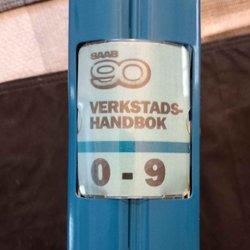 SAAB
90
VERKSTADS-
HANDBOK
0 - 9